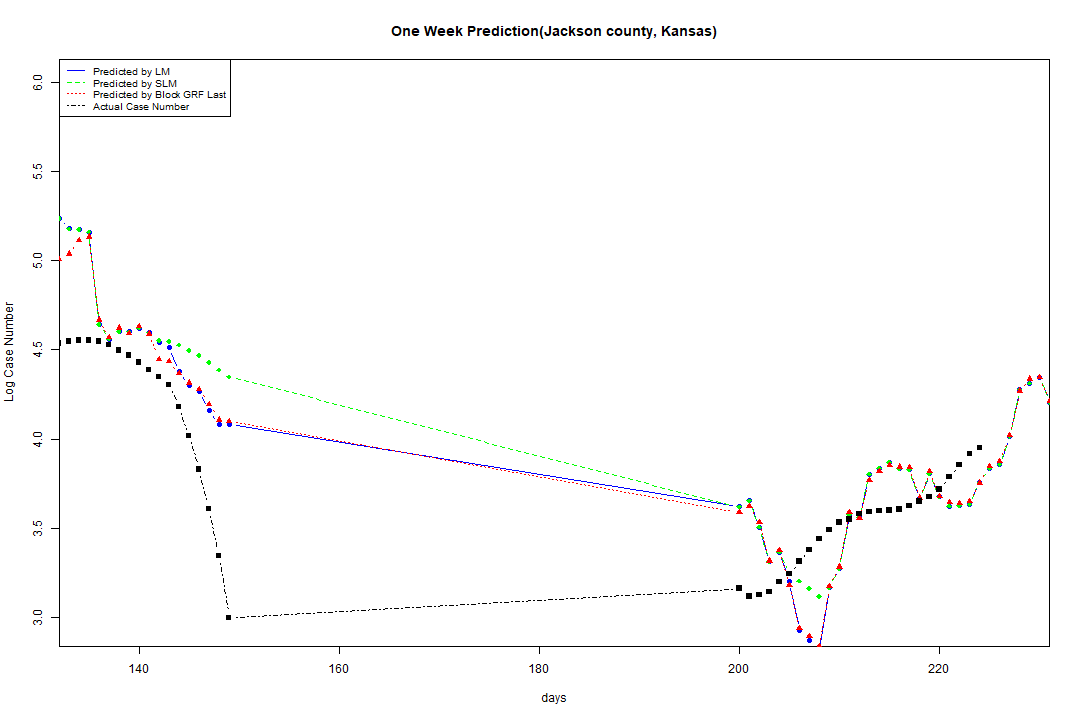 One Week Prediction(Jackson county, Kansas)
Predicted by LM
Predicted by SLM
Predicted by Block GRF Last
Actual Case Number
6.0
5.5
5.0
4.5
4.0
3.5
3.0
Log Case Number
140 160 180 200 220
days